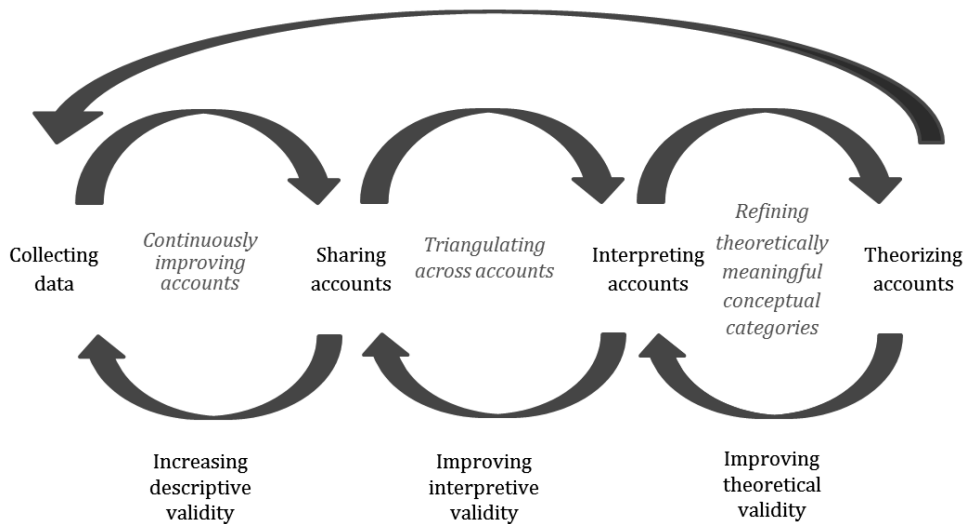 Collecting
data
Continuously
improving
accounts
Sharing
accounts
Triangulating
across accounts
Interpreting
accounts
Refining
theoretically
meaningful
conceptual
categories
Theorizing
accounts
Increasing
descriptive
validity
Improving
interpretive
validity
Improving
theoretical
validity